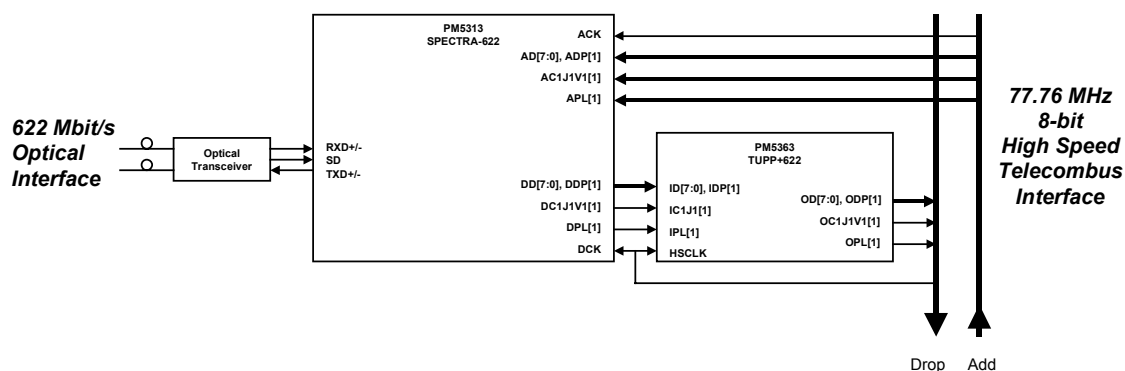 PM5313
SPECTRA-622
ACK
AD[7:0], ADP[1]
AC1J1V1[1]
APL[1]
622 Mbit/s
Optical
Interface
Optical
Transceiver
RXD+/-
SD
TXD+/-
DD[7:0], DDP[1]
DC1J1V1[1]
DPL[1]
DCK
PM5363
TUPP+622
ID[7:0], IDP[1]
IC1J1[1]
IPL[1]
HSCLK
OD[7:0], ODP[1]
OC1J1V1[1]
OPL[1]
77.76 MHz
8-bit
High Speed
Telecombus
Interface
Drop Add